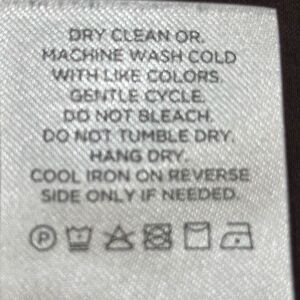 DRY CLEAN OR.
MACHINE WASH COLD
WITH LIKE COLORS.
GENTLE CYCLE.
DO NOT BLEACH.
DO NOT TUMBLE DRY.
HANG DRY.
COOL IRON ON REVERSE
SIDE ONLY IF NEEDED.
P